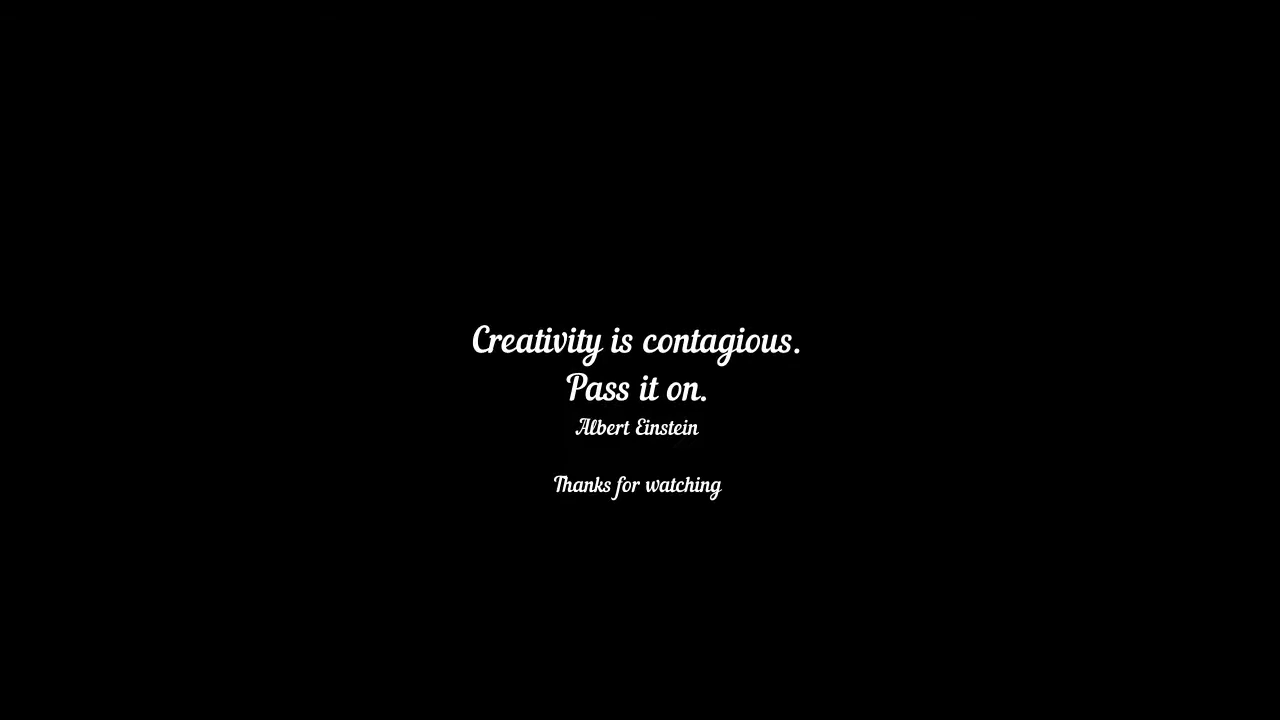 Creativity is contagious.
Pass it on.
Albert Einstein
Thanks for watching